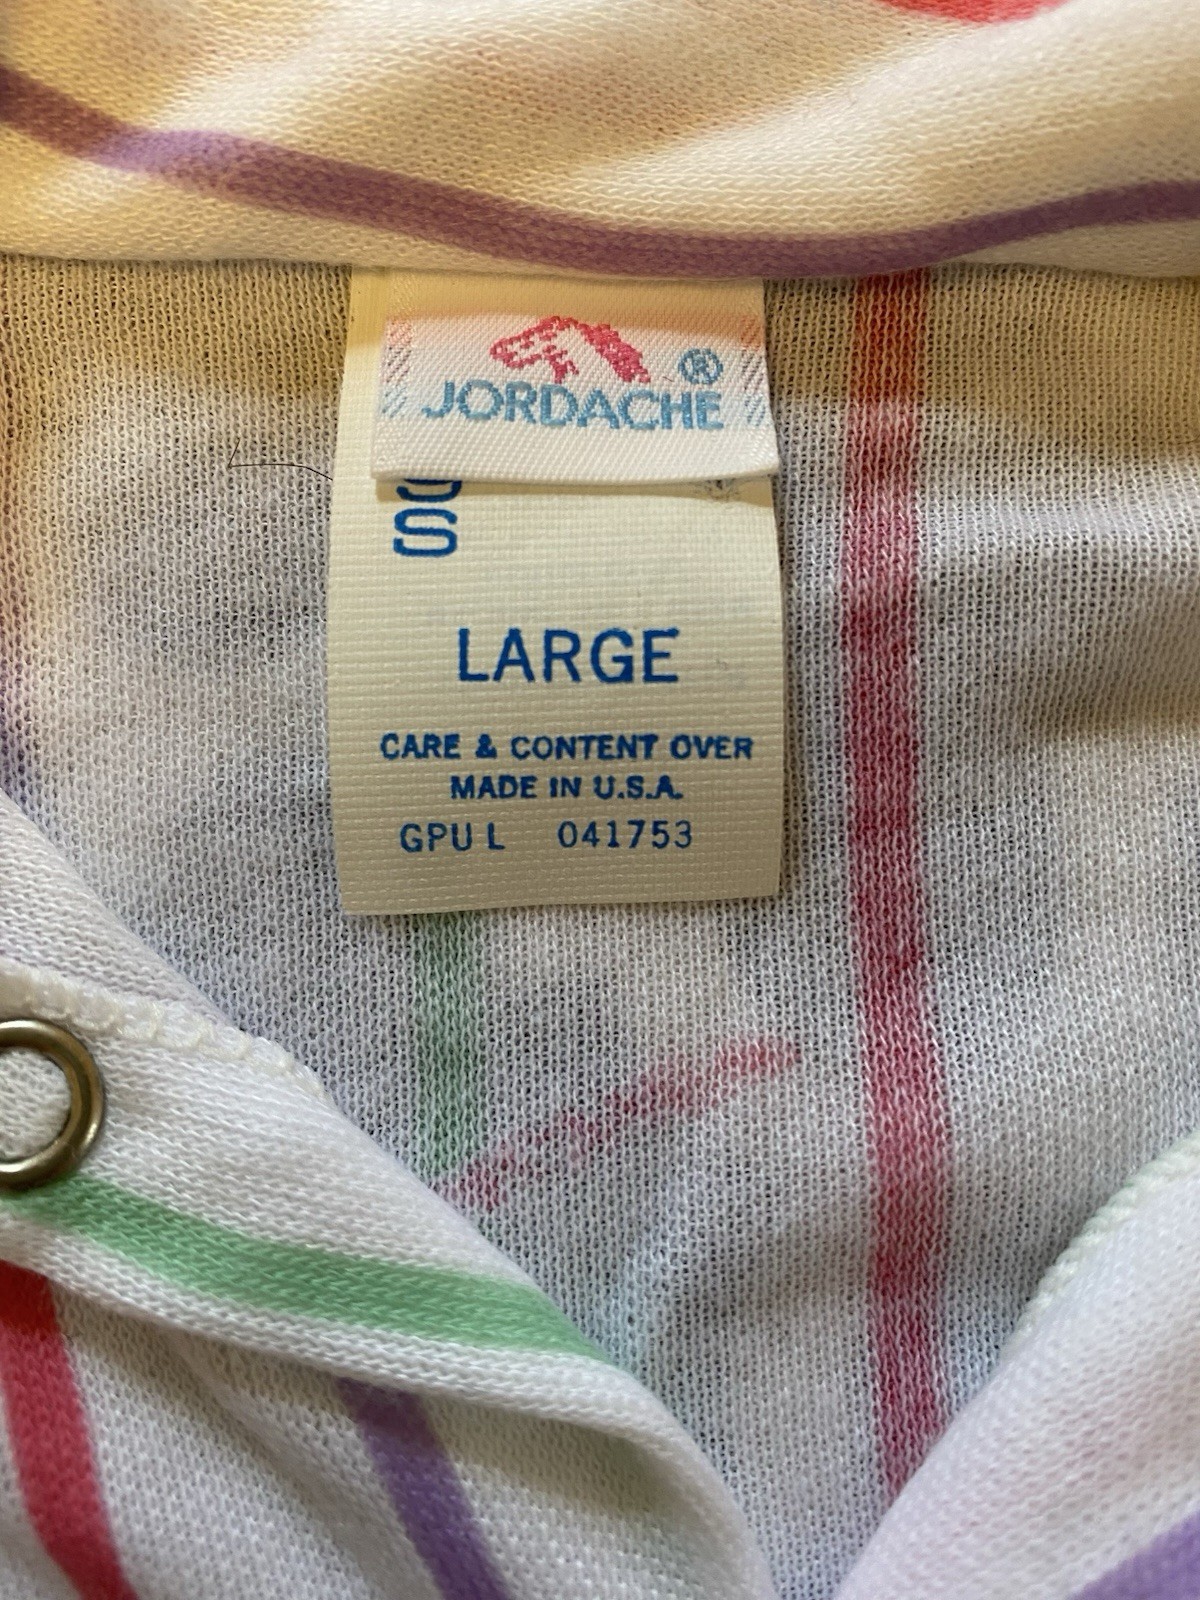 JORDACHE®
S
LARGE
CARE & CONTENT OVER
MADE IN U.S.A.
GPU L 041753